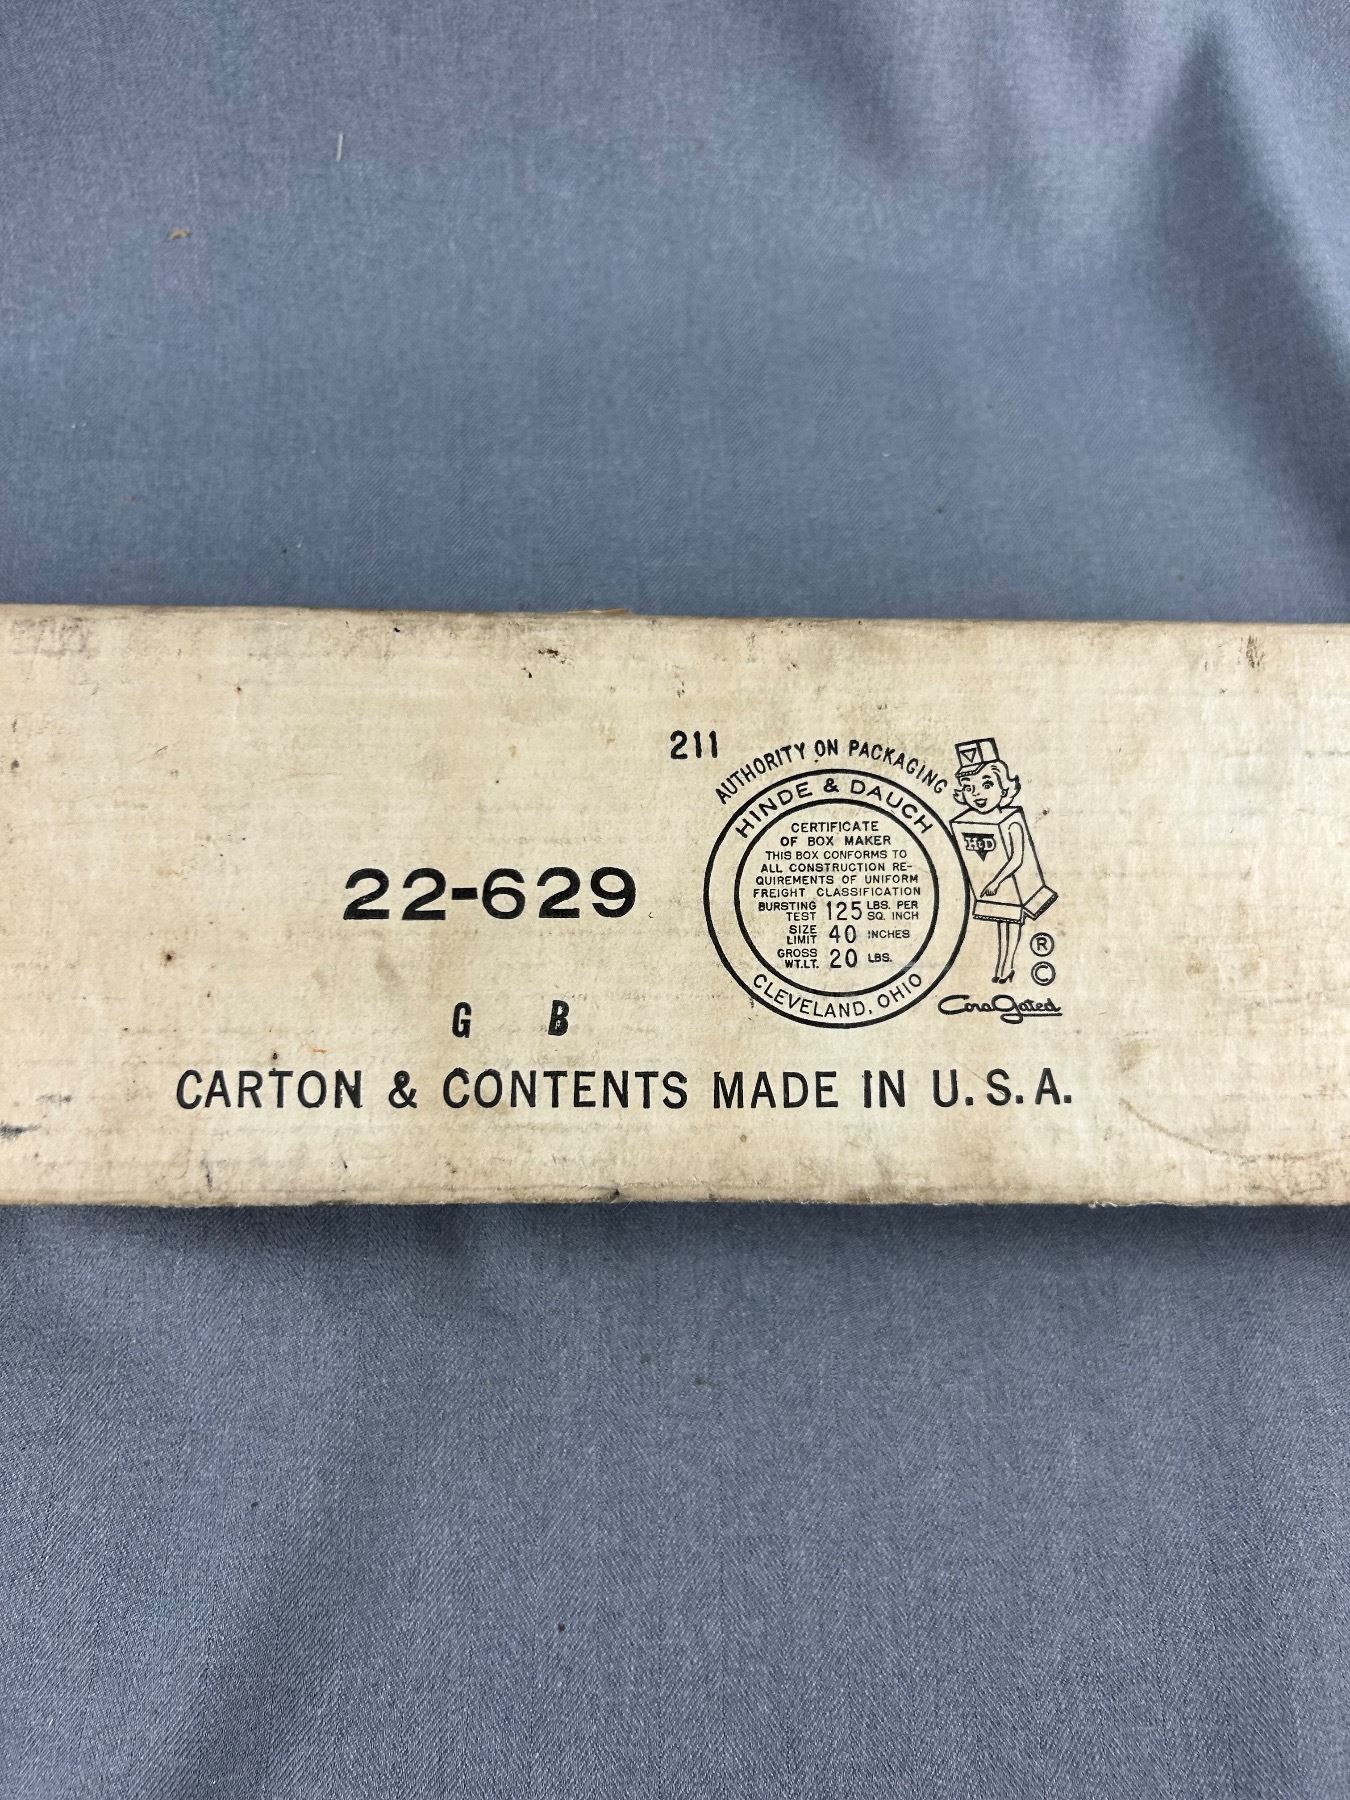 211
AUTHORITY ON PACKAGING
HINDE & DAUCH
CERTIFICATE
OF BOX MAKER
THIS BOX CONFORMS TO
ALL CONSTRUCTION RE-
QUIREMENTS OF UNIFORM
FREIGHT CLASSIFICATION
BURSTING TEST 125 LBS. PER SQ. INCH
SIZE LIMIT 40 INCHES
GROSS WT.LT. 20 LBS.
CLEVELAND, OHIO
H&D
®
©
CoraGated
22-629
G B
CARTON & CONTENTS MADE IN U.S.A.